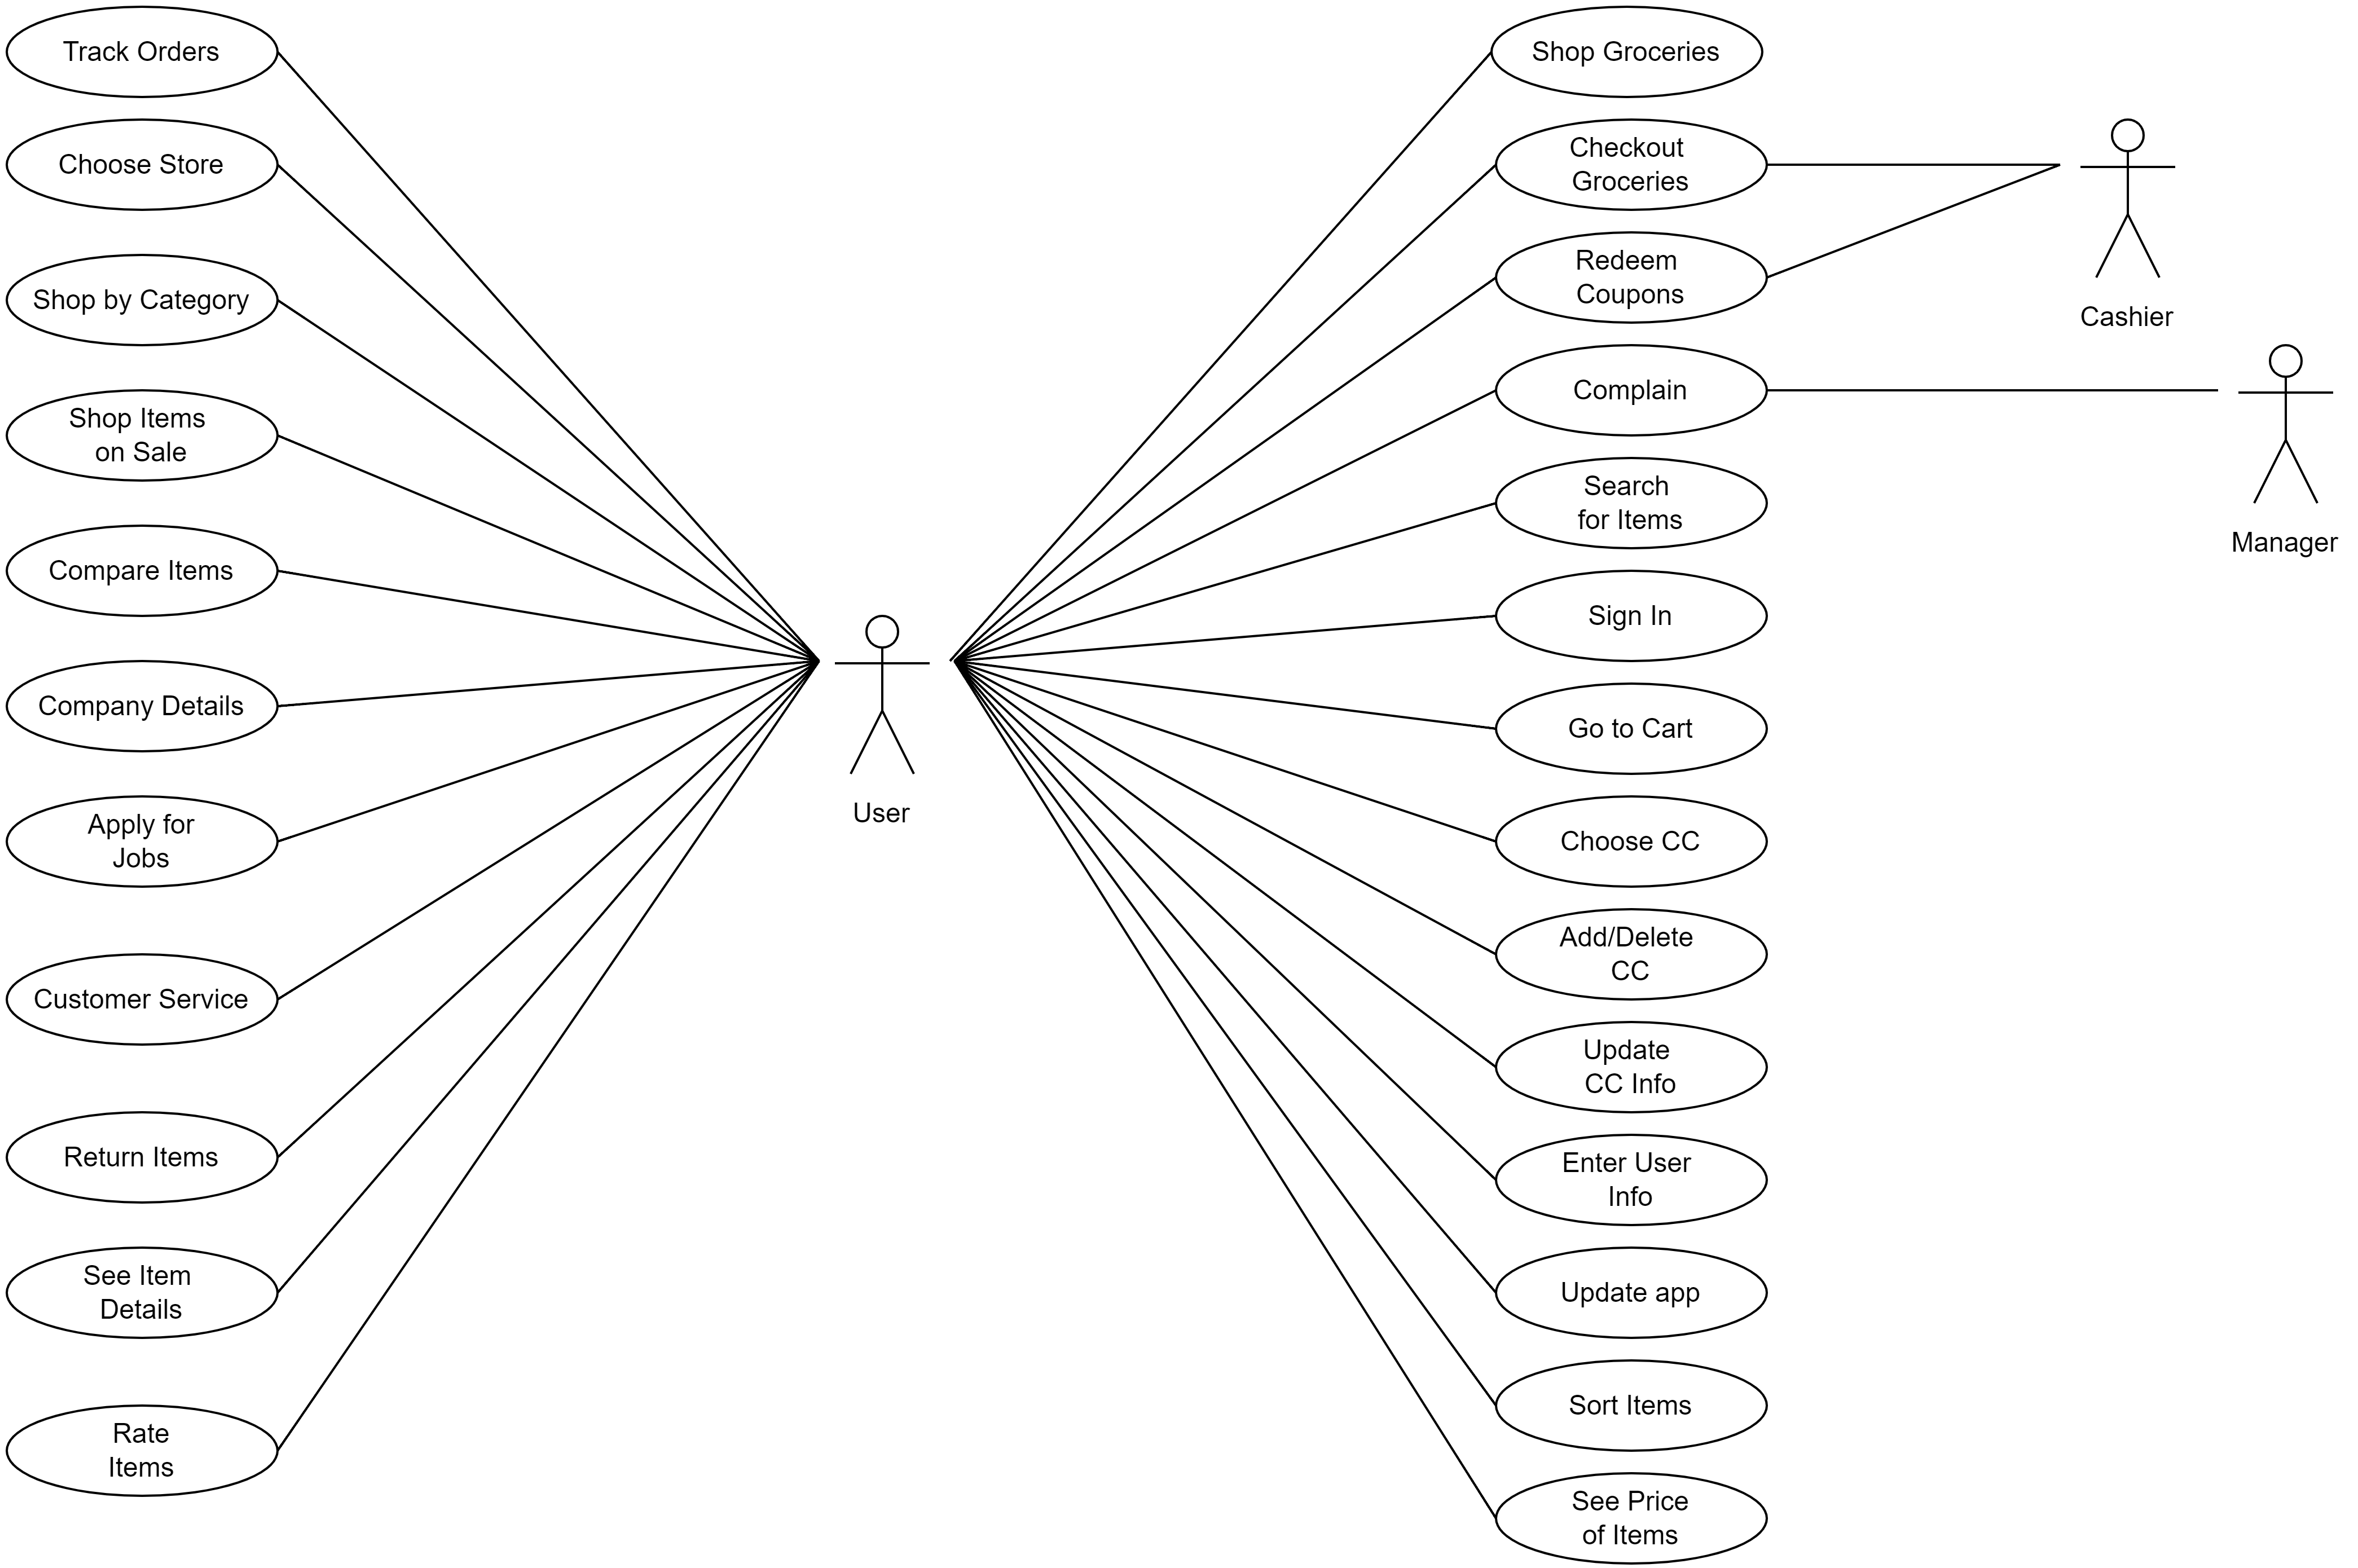 Track Orders
Choose Store
Shop by Category
Shop Items
on Sale
Compare Items
Company Details
Apply for
Jobs
Customer Service
Return Items
See Item
Details
Rate
Items
User
Shop Groceries
Checkout
Groceries
Redeem
Coupons
Complain
Search
for Items
Sign In
Go to Cart
Choose CC
Add/Delete
CC
Update
CC Info
Enter User
Info
Update app
Sort Items
See Price
of Items
Cashier
Manager